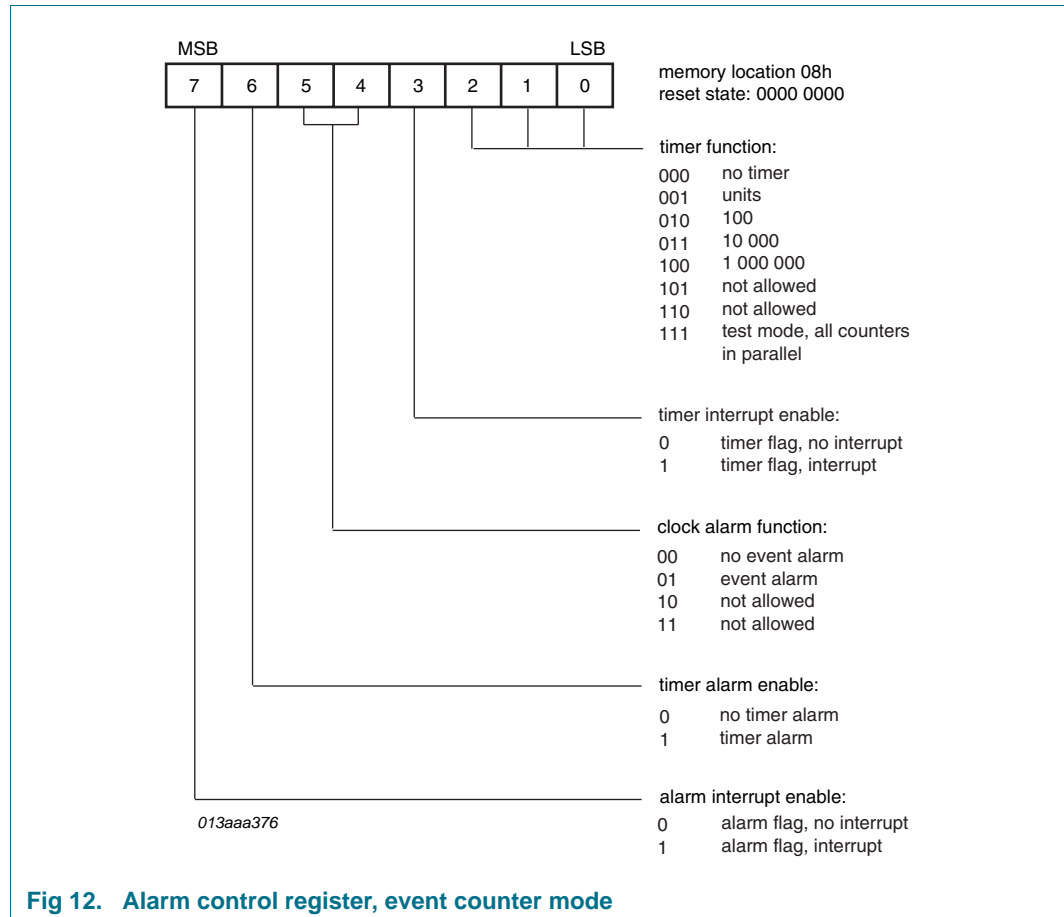 MSB LSB
7 6 5 4 3 2 1 0
memory location 08h
reset state: 0000 0000
timer function:
000 no timer
001 units
010 100
011 10 000
100 1 000 000
101 not allowed
110 not allowed
111 test mode, all counters
in parallel
timer interrupt enable:
0 timer flag, no interrupt
1 timer flag, interrupt
clock alarm function:
00 no event alarm
01 event alarm
10 not allowed
11 not allowed
timer alarm enable:
0 no timer alarm
1 timer alarm
alarm interrupt enable:
0 alarm flag, no interrupt
1 alarm flag, interrupt
013aaa376
Fig 12. Alarm control register, event counter mode